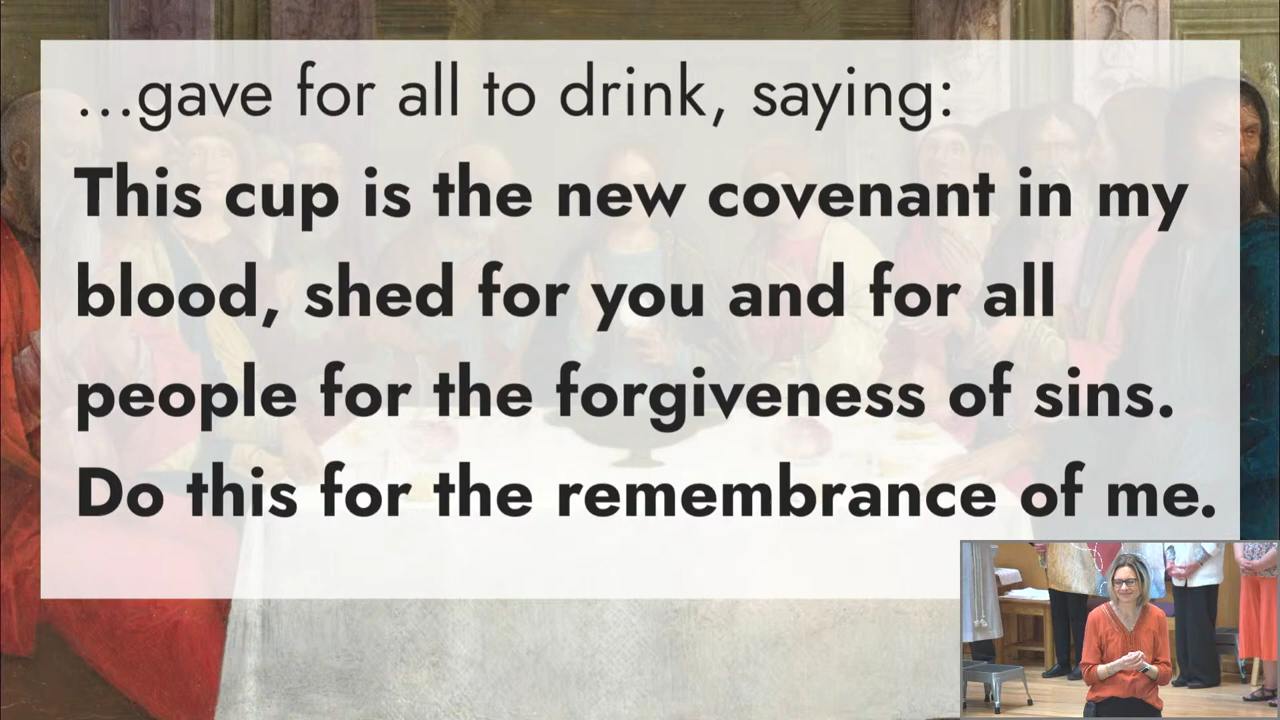 ...gave for all to drink, saying:
This cup is the new covenant in my
blood, shed for you and for all
people for the forgiveness of sins.
Do this for the remembrance of me.